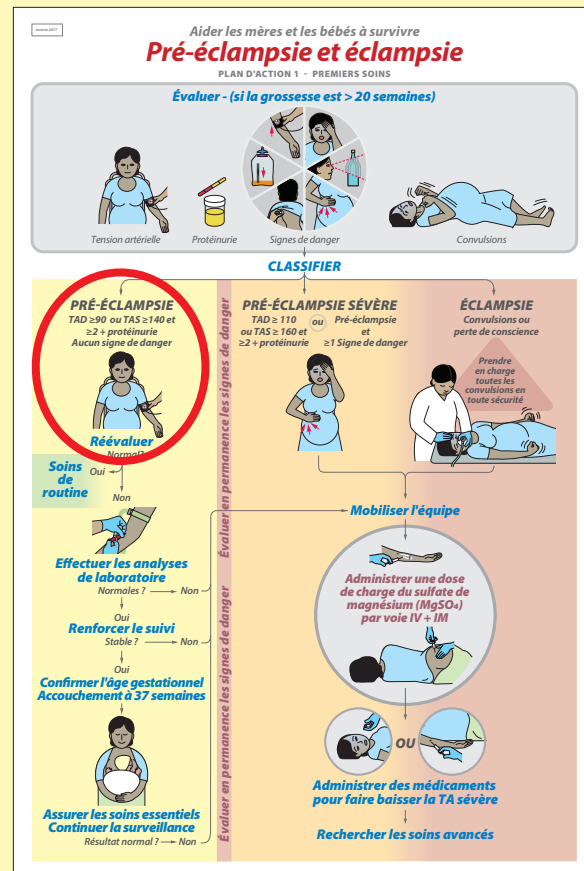 Janvier 2017
Aider les mères et les bébés à survivre
Pré-éclampsie et éclampsie
PLAN D'ACTION 1 - PREMIERS SOINS
Évaluer - (si la grossesse est > 20 semaines)
Tension artérielle
Protéinurie
Signes de danger
Convulsions
CLASSIFIER
PRÉ-ÉCLAMPSIE
TAD ≥90 ou TAS ≥140 et
≥2 + protéinurie
Aucun signe de danger
Réévaluer
Normal?
Oui
Soins
de
routine
Non
Effectuer les analyses
de laboratoire
Normales ? Non
Oui
Renforcer le suivi
Stable ? Non
Oui
Confirmer l'âge gestationnel
Accouchement à 37 semaines
Assurer les soins essentiels
Continuer la surveillance
Résultat normal ? Non
Évaluer en permanence les signes de danger
Évaluer en permanence les signes de danger
PRÉ-ÉCLAMPSIE SÉVÈRE
TAD ≥ 110
ou TAS ≥ 160 et
≥2 + protéinurie
ou
Pré-éclampsie
et
≥1 Signe de danger
ÉCLAMPSIE
Convulsions ou
perte de conscience
Prendre
en charge
toutes les
convulsions en
toute sécurité
Mobiliser l'équipe
Administrer une dose
de charge du sulfate de
magnésium (MgSO₄)
par voie IV + IM
OU
Administrer des médicaments
pour faire baisser la TA sévère
Rechercher les soins avancés